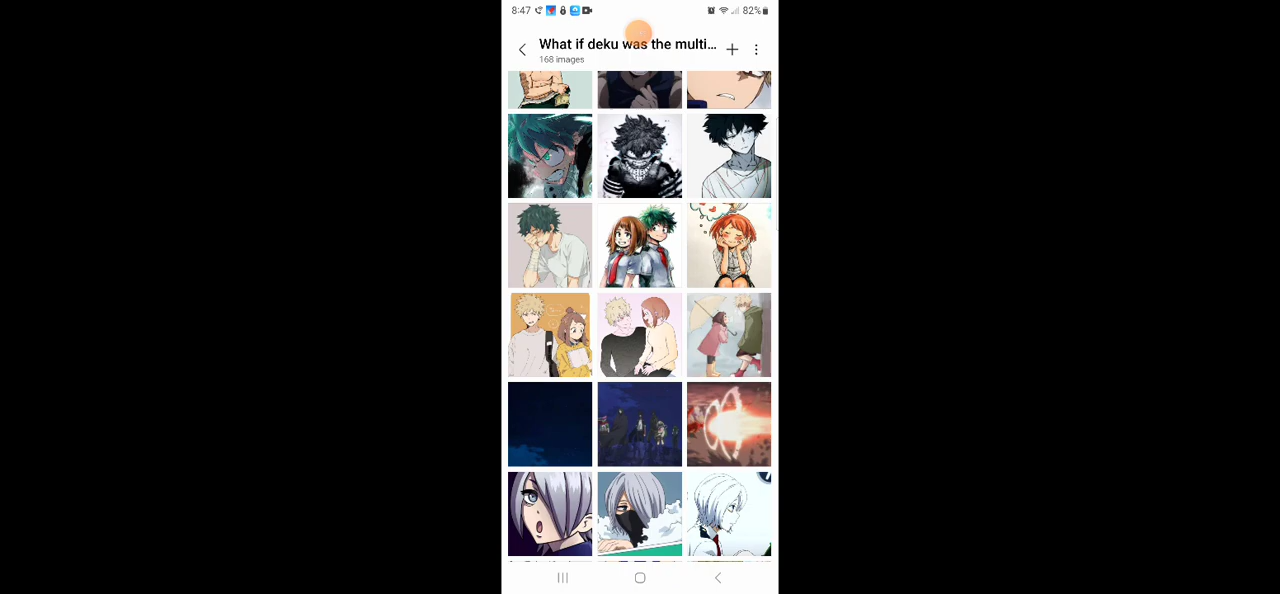 8:47
82%
What if deku was the multi...
168 images